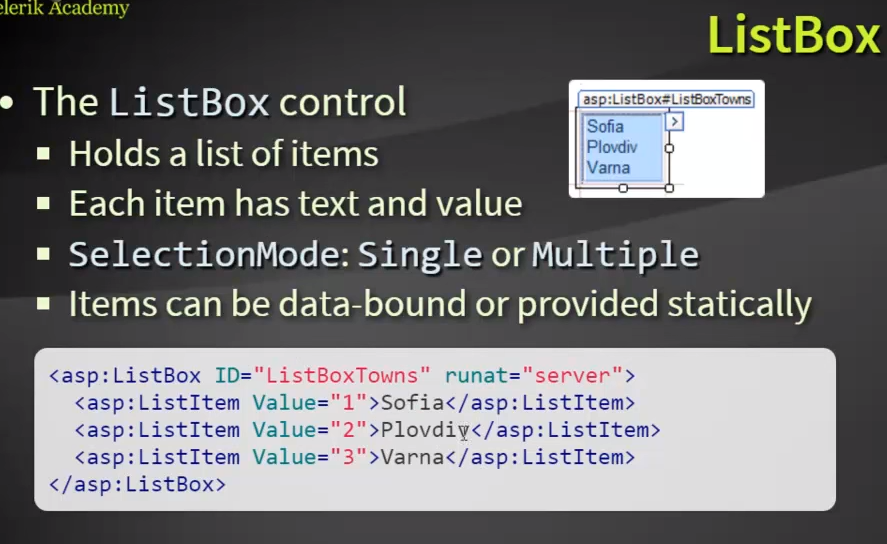 elerik Academy
ListBox
• The ListBox control
▪ Holds a list of items
▪ Each item has text and value
▪ SelectionMode: Single or Multiple
▪ Items can be data-bound or provided statically
asp:ListBox#ListBoxTowns
Sofia
Plovdiv
Varna
<asp:ListBox ID="ListBoxTowns" runat="server">
<asp:ListItem Value="1">Sofia</asp:ListItem>
<asp:ListItem Value="2">Plovdiv</asp:ListItem>
<asp:ListItem Value="3">Varna</asp:ListItem>
</asp:ListBox>